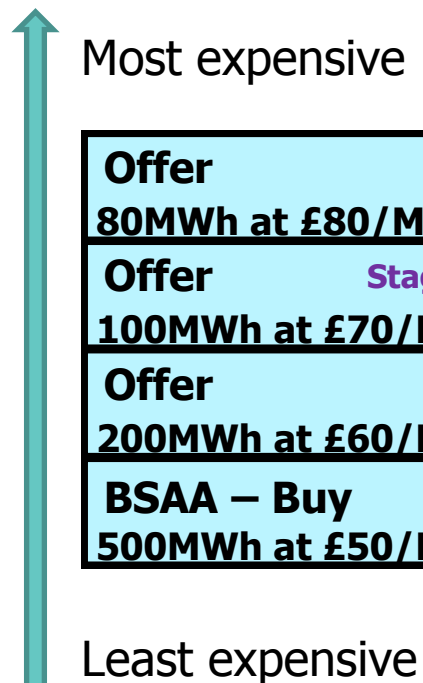 Most expensive
Offer
80MWh at £80/M
Offer Stag
100MWh at £70/
Offer
200MWh at £60/
BSAA – Buy
500MWh at £50/
Least expensive